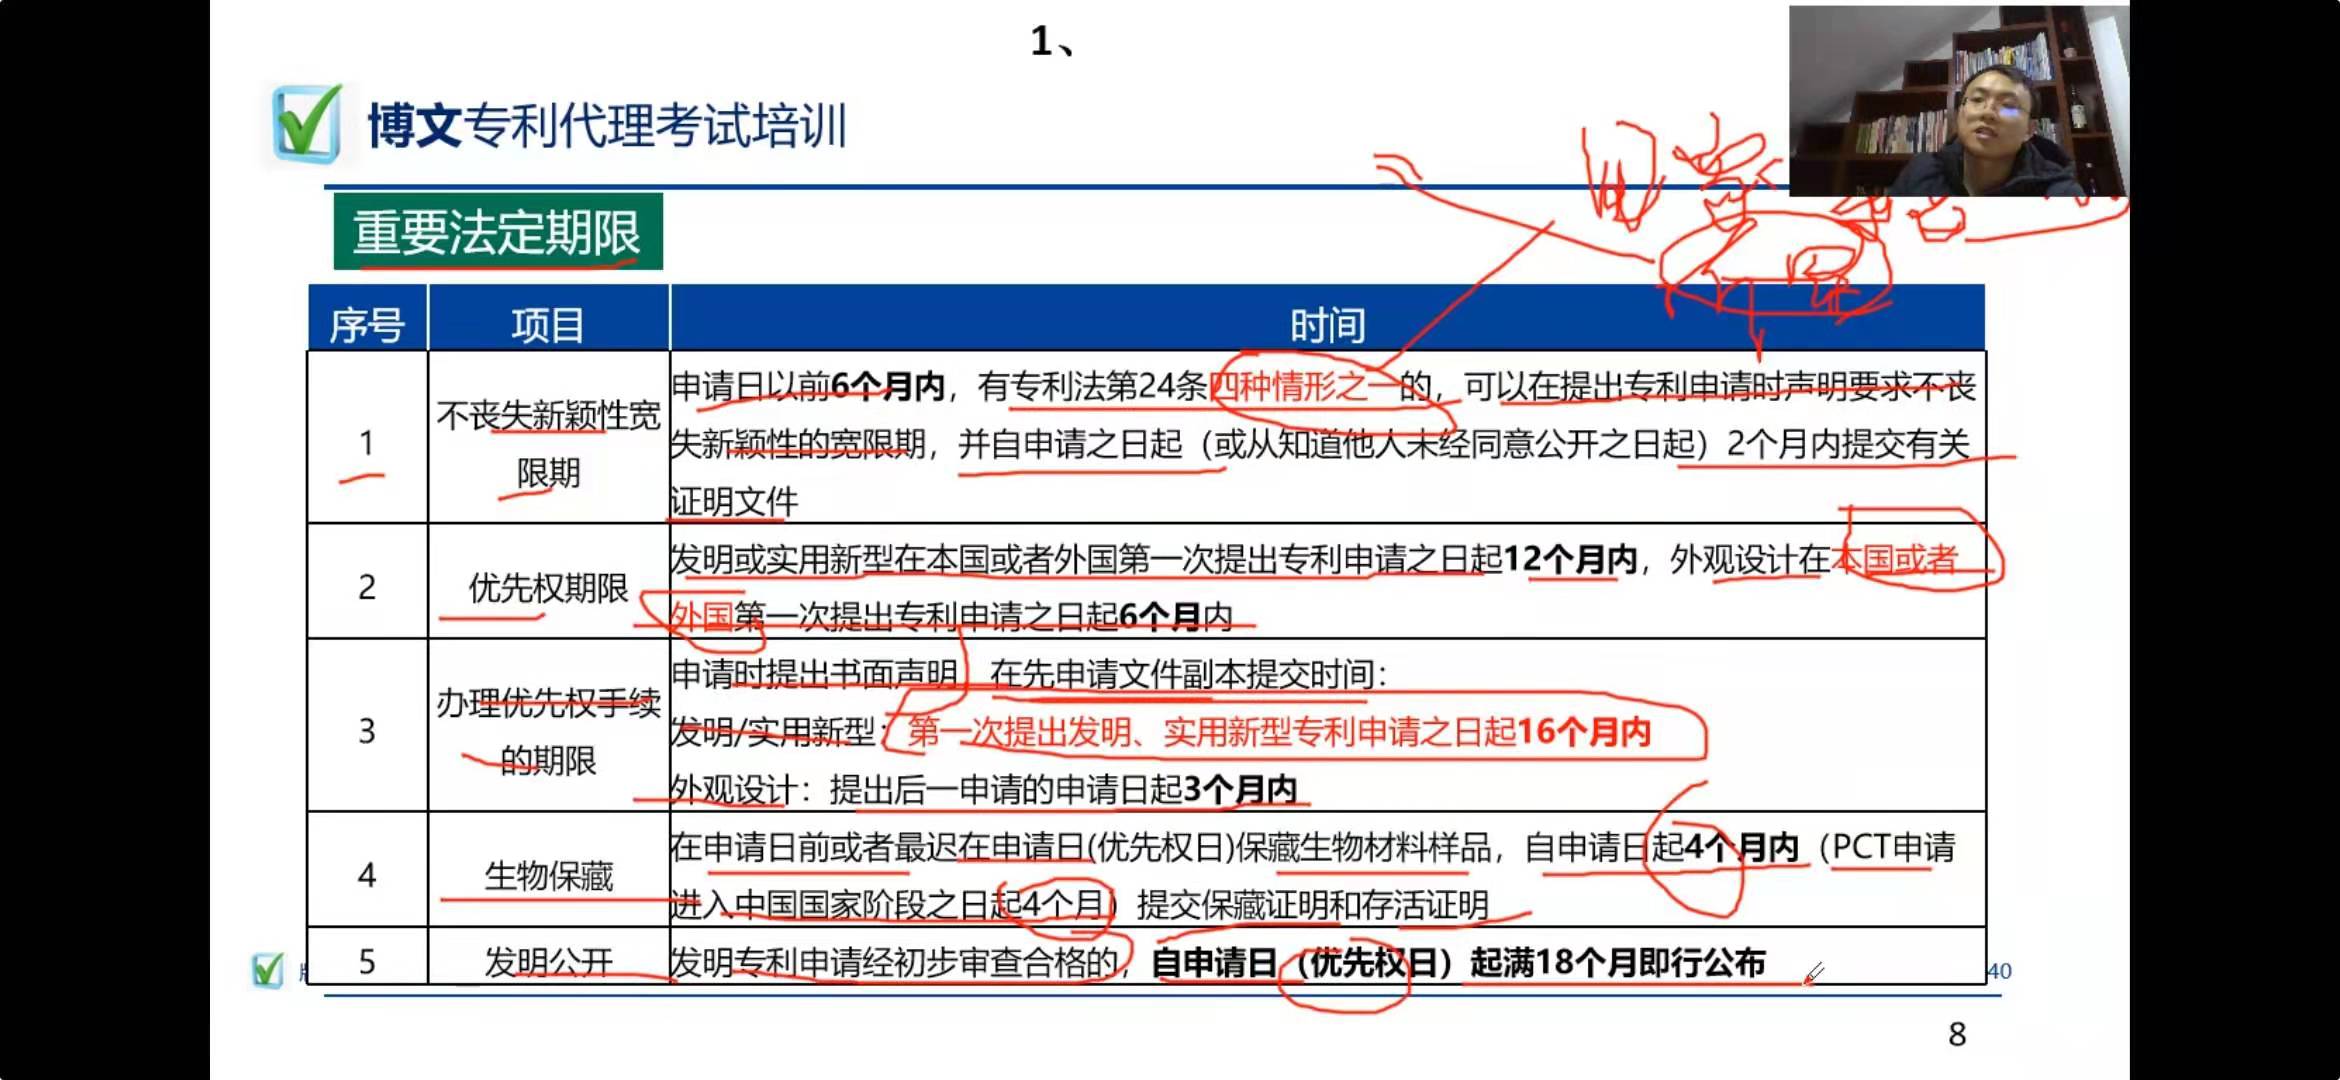 1、
博文专利代理考试培训
重要法定期限
序号 项目 时间
1
不丧失新颖性宽
限期
申请日以前6个月内，有专利法第24条四种情形之一的，可以在提出专利申请时声明要求不丧
失新颖性的宽限期，并自申请之日起（或从知道他人未经同意公开之日起）2个月内提交有关
证明文件
2
优先权期限
发明或实用新型在本国或者外国第一次提出专利申请之日起12个月内，外观设计在本国或者
外国第一次提出专利申请之日起6个月内
3
办理优先权手续
的期限
申请时提出书面声明 在先申请文件副本提交时间：
发明/实用新型：第一次提出发明、实用新型专利申请之日起16个月内
外观设计：提出后一申请的申请日起3个月内
4
生物保藏
在申请日前或者最迟在申请日(优先权日)保藏生物材料样品，自申请日起4个月内（PCT申请
进入中国国家阶段之日起4个月）提交保藏证明和存活证明
5
发明公开
发明专利申请经初步审查合格的，自申请日（优先权日）起满18个月即行公布
40
8